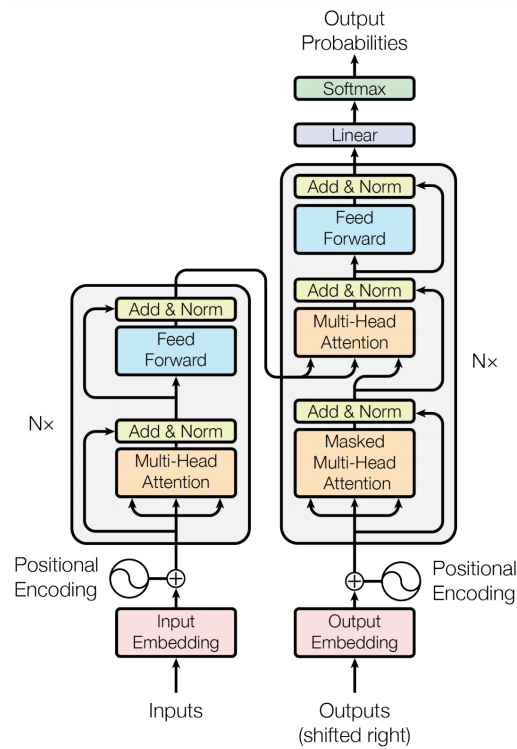 Output
Probabilities
Softmax
Linear
Add & Norm
Feed
Forward
Add & Norm
Multi-Head
Attention
Add & Norm
Masked
Multi-Head
Attention
N×
Add & Norm
Feed
Forward
Add & Norm
Multi-Head
Attention
N×
Positional
Encoding
Positional
Encoding
Input
Embedding
Output
Embedding
Inputs
Outputs
(shifted right)